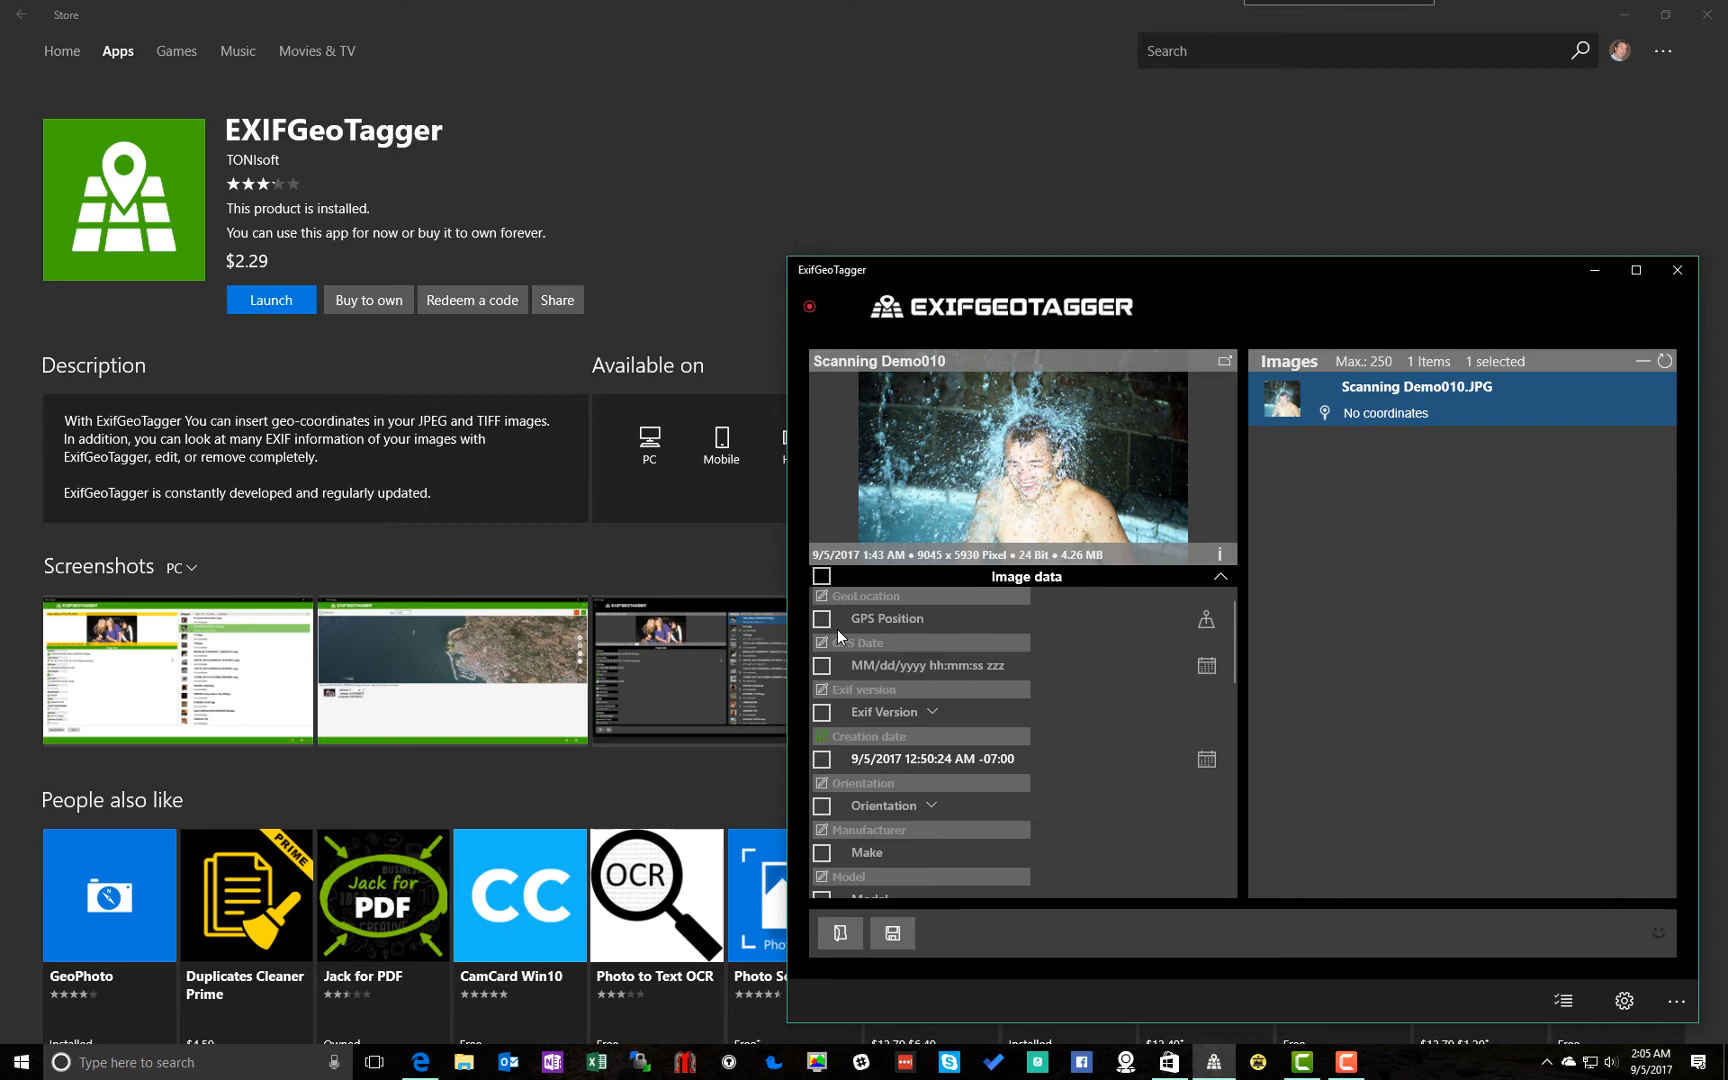 Store
Home Apps Games Music Movies & TV
Search
EXIFGeoTagger
TONIsoft
This product is installed.
You can use this app for now or buy it to own forever.
$2.29
Launch Buy to own Redeem a code Share
Description
With ExifGeoTagger You can insert geo-coordinates in your JPEG and TIFF images.
In addition, you can look at many EXIF information of your images with
ExifGeoTagger, edit, or remove completely.
ExifGeoTagger is constantly developed and regularly updated.
Available on
PC Mobile
Screenshots PC
People also like
OCR
PRIME
Jack for
PDF
CC
GeoPhoto
Duplicates Cleaner
Prime
Jack for PDF
CamCard Win10
Photo to Text OCR
Installed $4.50 Owned Free Free
ExifGeoTagger
EXIFGEOTAGGER
Scanning Demo010
9/5/2017 1:43 AM • 9045 x 5930 Pixel • 24 Bit • 4.26 MB
Image data
GeoLocation
GPS Position
Date
MM/dd/yyyy hh:mm:ss zzz
Exif version
Exif Version
Creation date
9/5/2017 12:50:24 AM -07:00
Orientation
Orientation
Manufacturer
Make
Model
Model
Images Max.: 250 1 Items 1 selected
Scanning Demo010.JPG
No coordinates
Type here to search
2:05 AM
9/5/2017